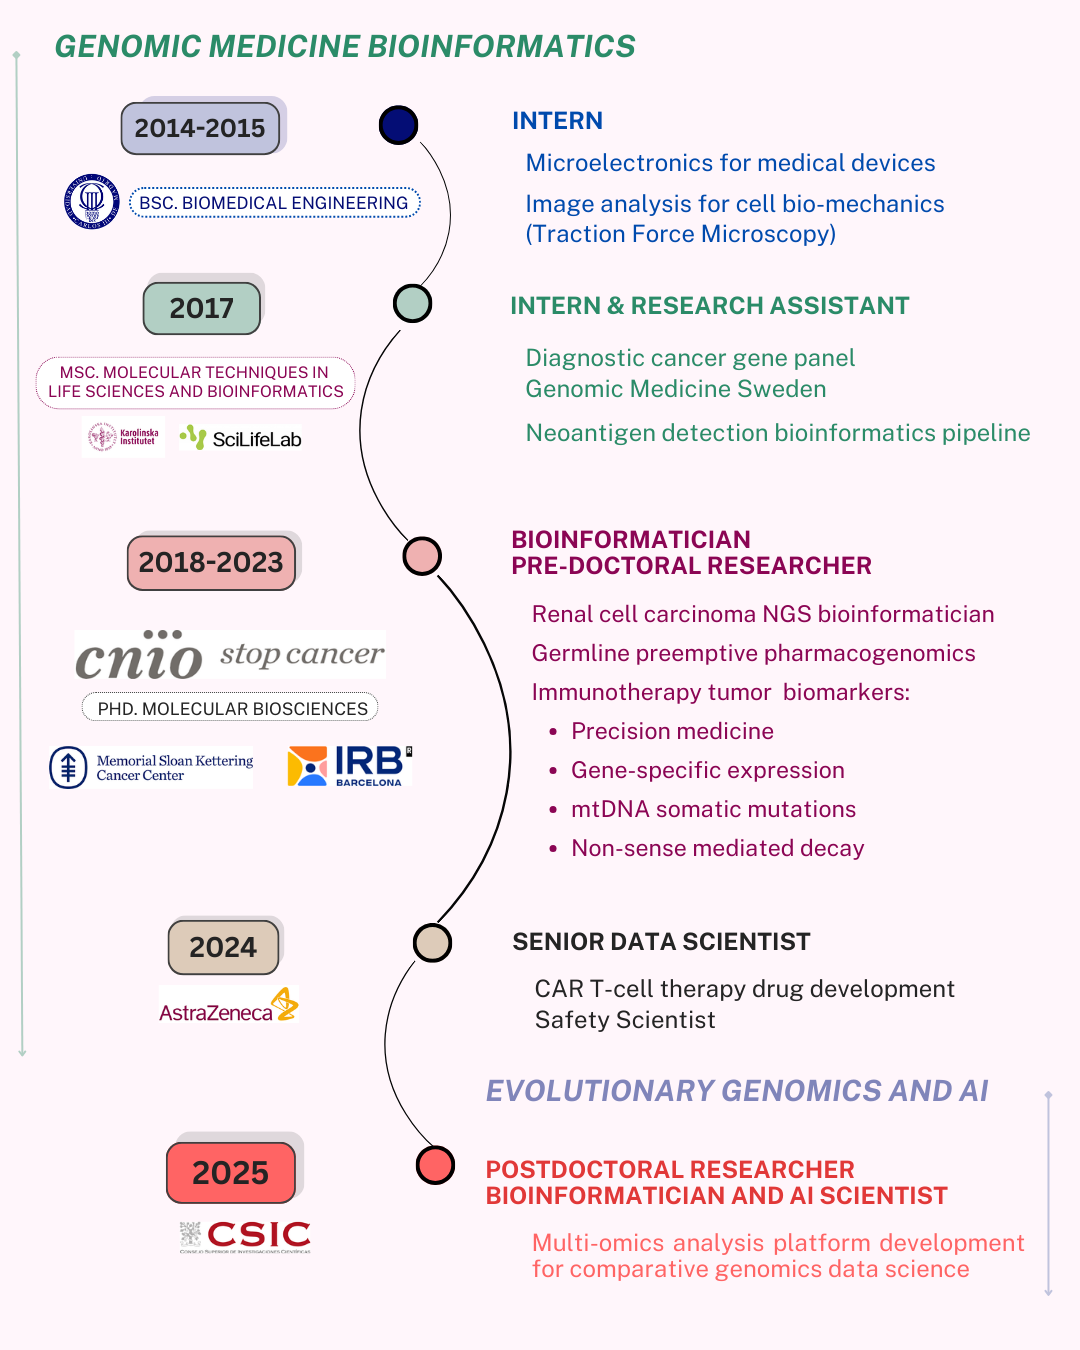 GENOMIC MEDICINE BIOINFORMATICS
2014-2015
BSC. BIOMEDICAL ENGINEERING
INTERN
Microelectronics for medical devices
Image analysis for cell bio-mechanics
(Traction Force Microscopy)
2017
MSC. MOLECULAR TECHNIQUES IN
LIFE SCIENCES AND BIOINFORMATICS
Karolinska
Institutet
SciLifeLab
INTERN & RESEARCH ASSISTANT
Diagnostic cancer gene panel
Genomic Medicine Sweden
Neoantigen detection bioinformatics pipeline
2018-2023
cnio stop cancer
PHD. MOLECULAR BIOSCIENCES
Memorial Sloan Kettering
Cancer Center
IRB
BARCELONA
BIOINFORMATICIAN
PRE-DOCTORAL RESEARCHER
Renal cell carcinoma NGS bioinformatician
Germline preemptive pharmacogenomics
Immunotherapy tumor  biomarkers:
• Precision medicine
• Gene-specific expression
• mtDNA somatic mutations
• Non-sense mediated decay
2024
AstraZeneca
SENIOR DATA SCIENTIST
CAR T-cell therapy drug development
Safety Scientist
EVOLUTIONARY GENOMICS AND AI
2025
CSIC
CONSEJO SUPERIOR DE INVESTIGACIONES CIENTÍFICAS
POSTDOCTORAL RESEARCHER
BIOINFORMATICIAN AND AI SCIENTIST
Multi-omics analysis platform development
for comparative genomics data science